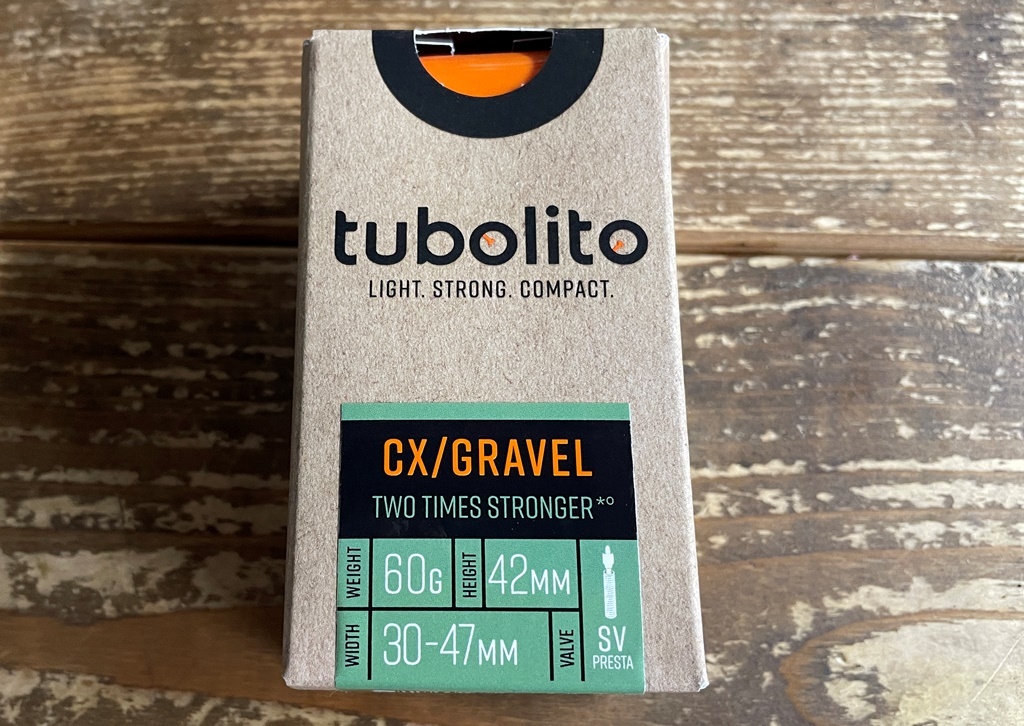 tubolito
LIGHT. STRONG. COMPACT.
CX/GRAVEL
TWO TIMES STRONGER*°
WEIGHT 60G HEIGHT 42MM
WIDTH 30-47MM VALVE SV
PRESTA